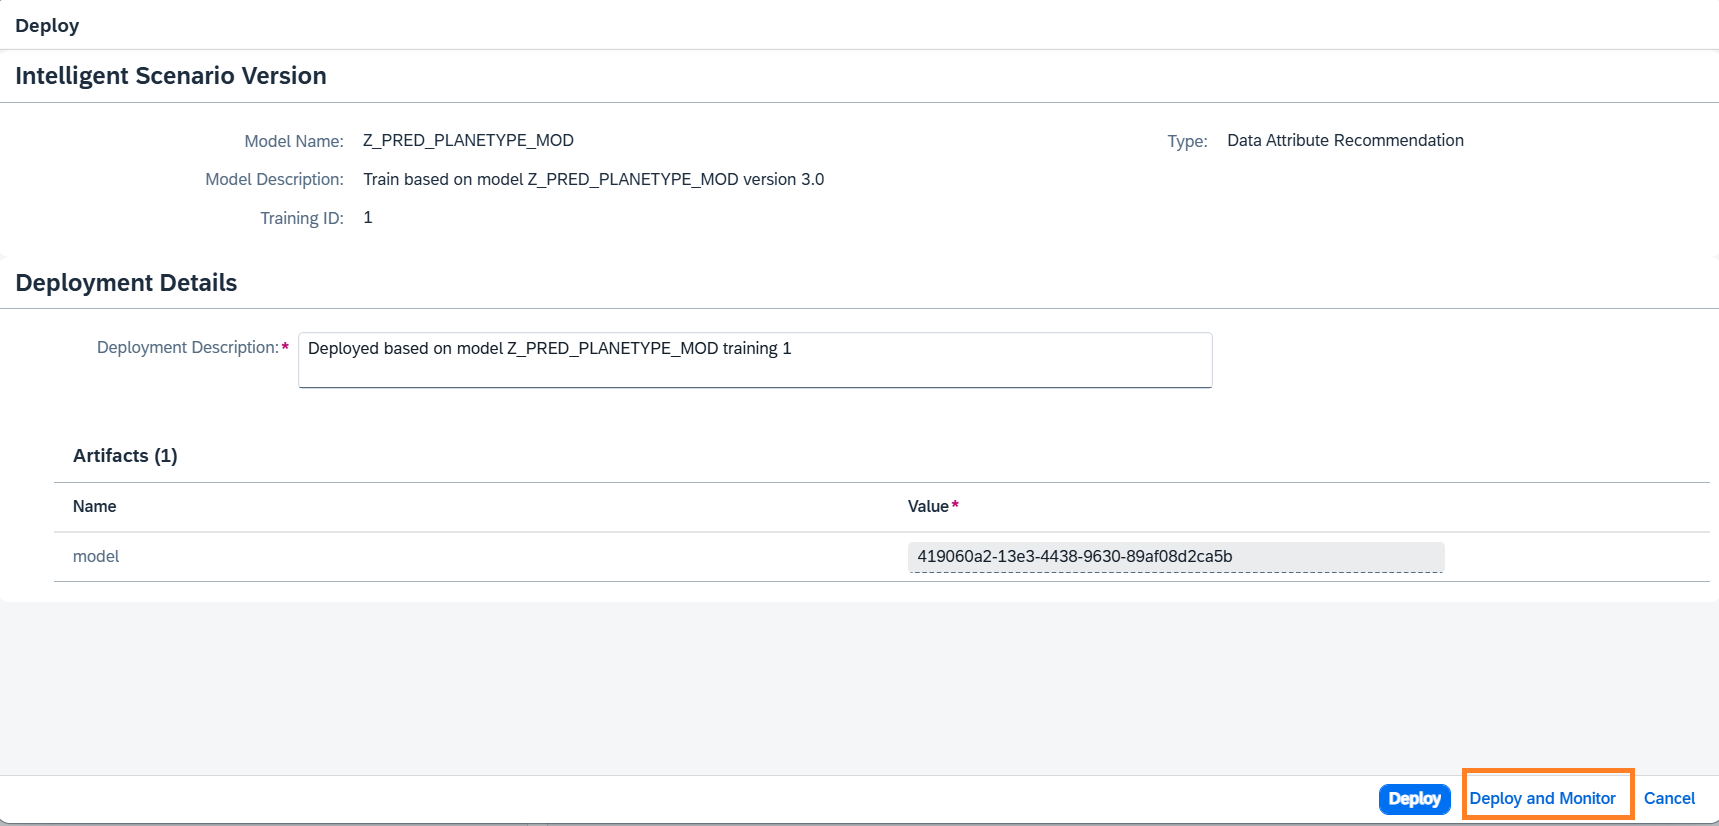 Deploy
Intelligent Scenario Version
Model Name: Z_PRED_PLANETYPE_MOD Type: Data Attribute Recommendation
Model Description: Train based on model Z_PRED_PLANETYPE_MOD version 3.0
Training ID: 1
Deployment Details
Deployment Description:* Deployed based on model Z_PRED_PLANETYPE_MOD training 1
Artifacts (1)
Name Value*
model 419060a2-13e3-4438-9630-89af08d2ca5b
Deploy Deploy and Monitor Cancel